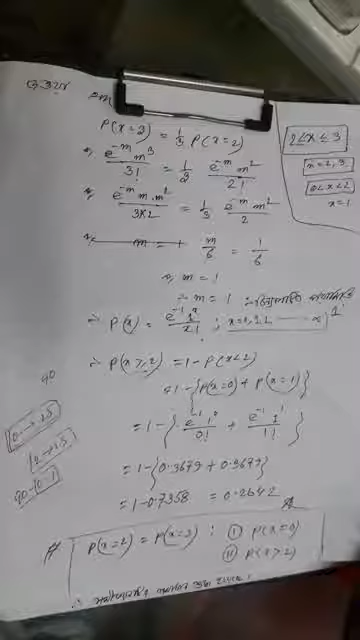 P(x=3) = 1/3 P(x=2)
2 ≤ x ≤ 3
x = 2, 3
0 < x < 2
x = 1
e^-m m^3 / 3! = 1/3 e^-m m^2 / 2!
e^-m m. m^2 / 3×2 = 1/3 e^-m m^2 / 2
m/6 = 1/6
m = 1
∴ m = 1
∴ P(x) = e^-1 1^x / x! ; x=0,1,2 ------ ∞
∴ P(x ≥ 2) = 1 - P(x<2)
= 1 - {P(x=0) + P(x=1)}
= 1 - { e^-1 1^0 / 0! + e^-1 1^1 / 1! }
= 1 - {0.3679 + 0.3679}
= 1 - 0.7358 = 0.2642
P(x=2) = P(x=3) : (I) P(x=0)
(II) P(x>2)